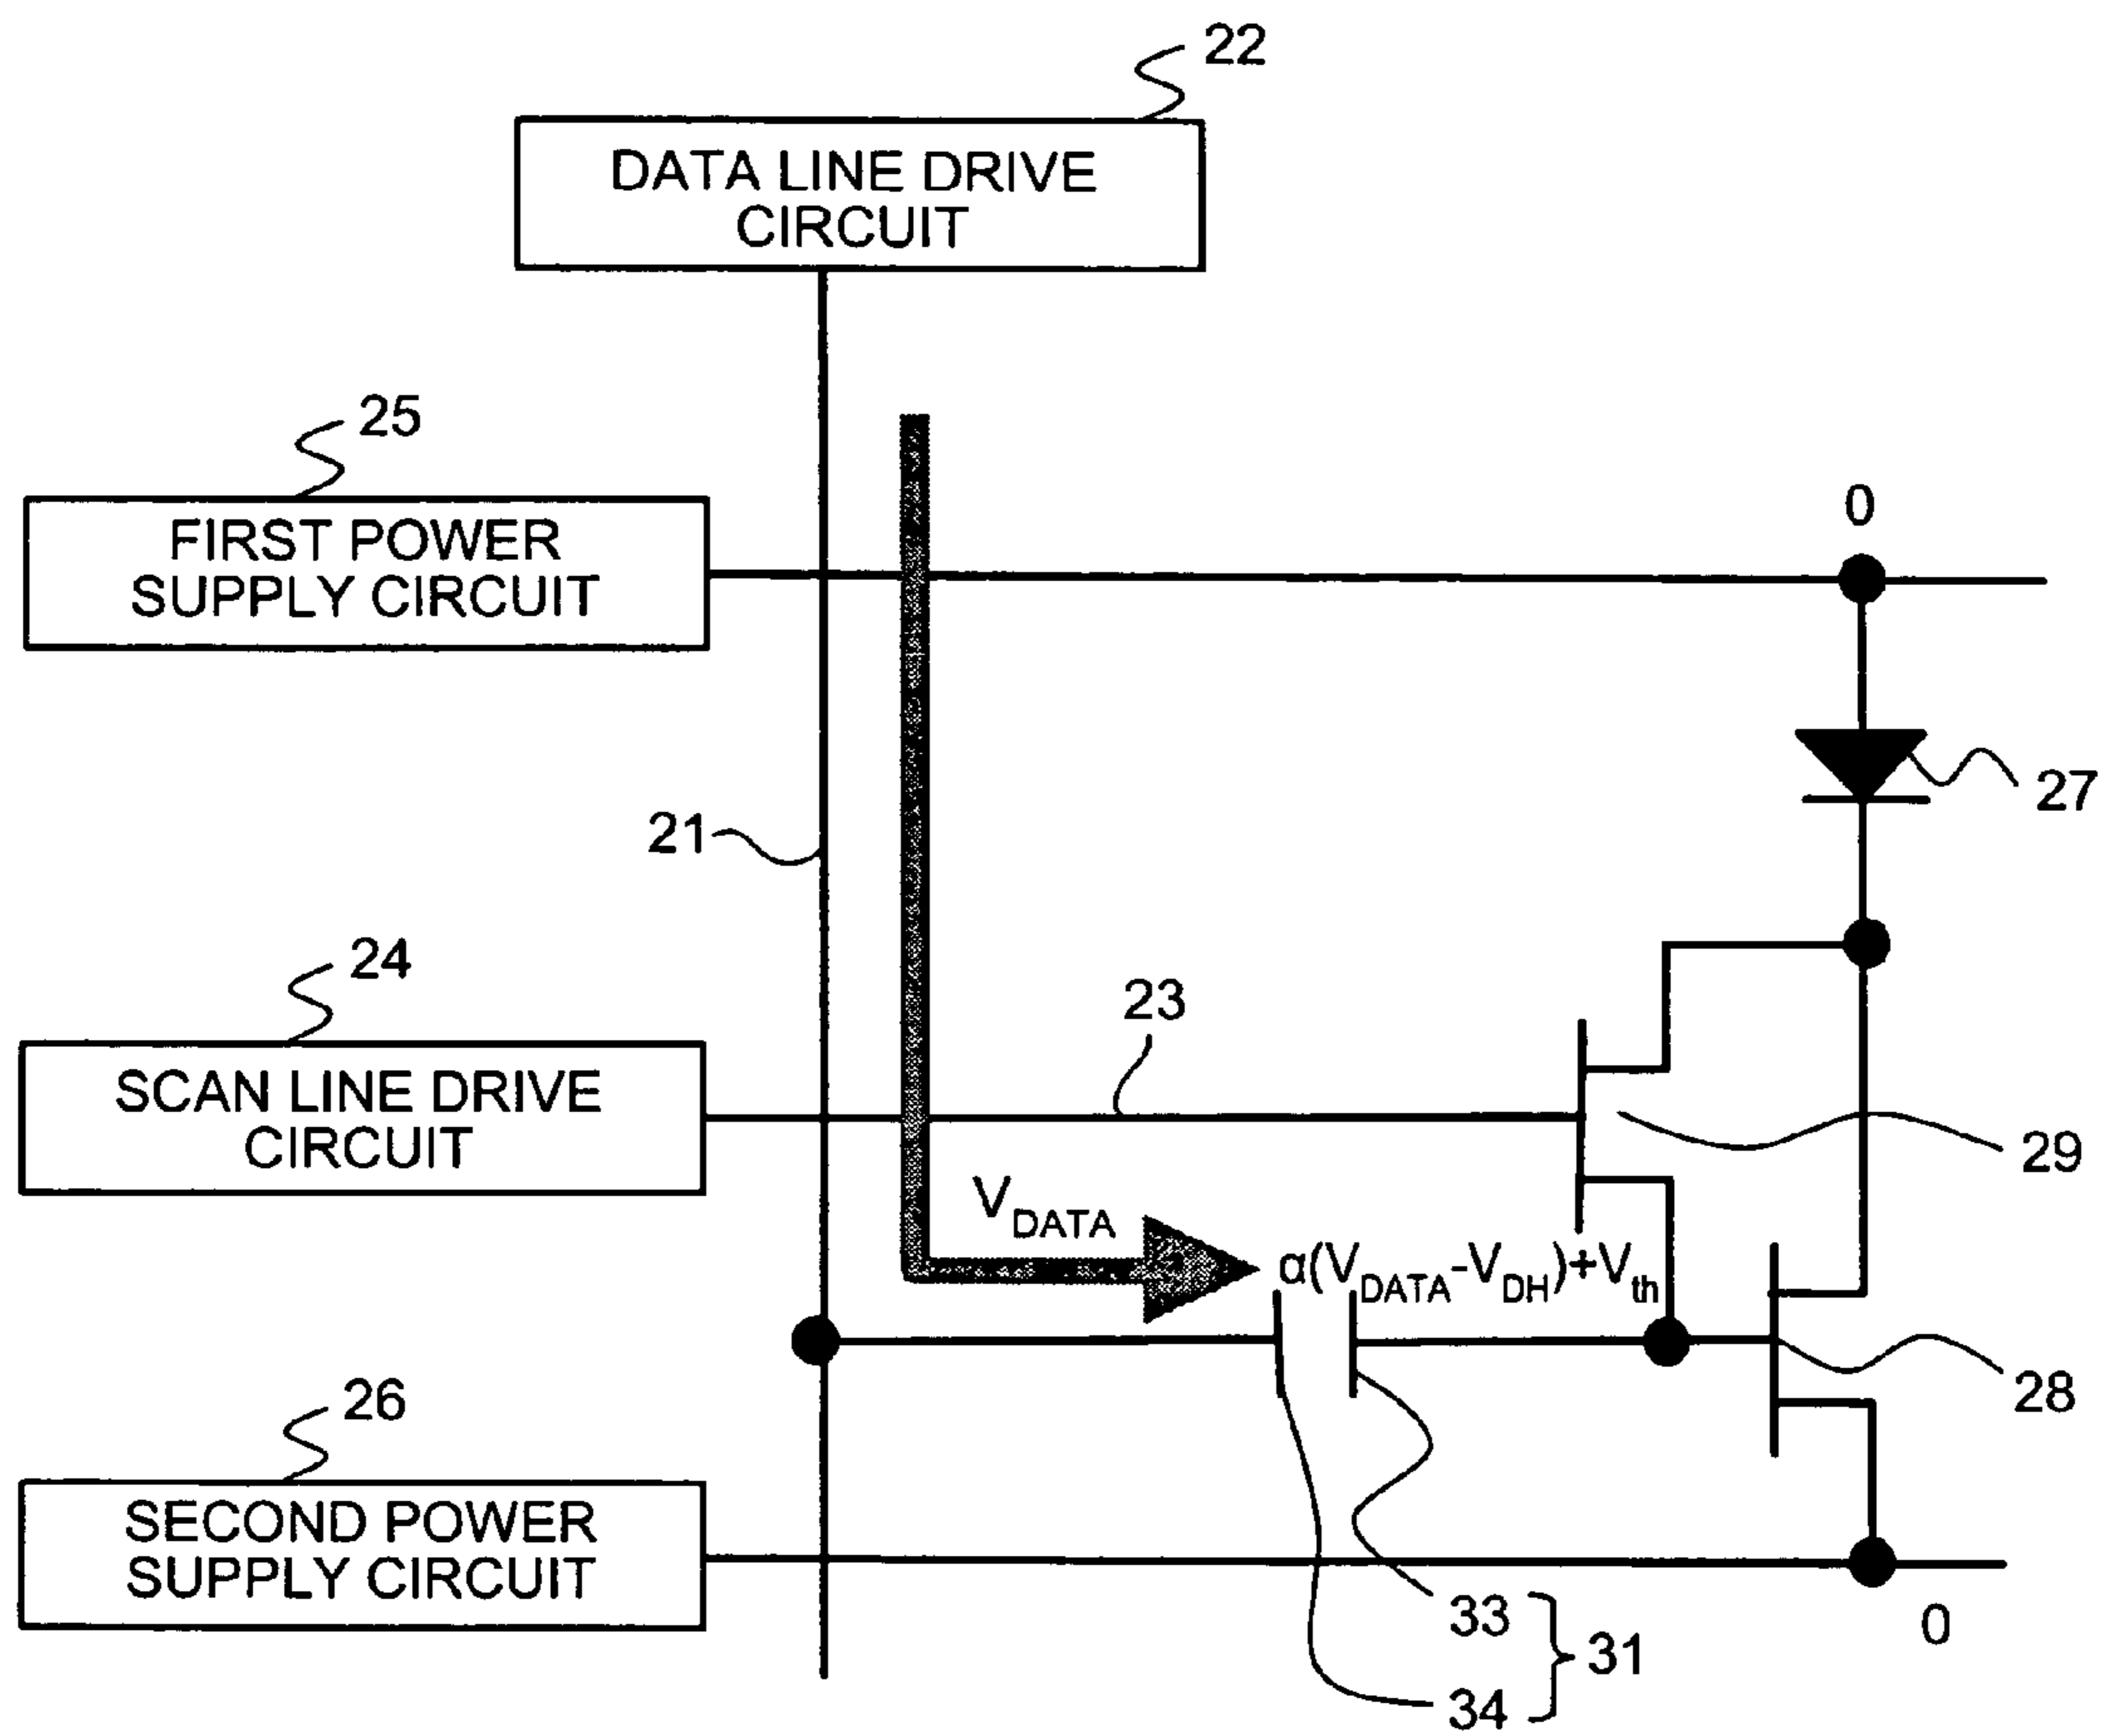 22
DATA LINE DRIVE
CIRCUIT
25
FIRST POWER
SUPPLY CIRCUIT
0
27
21
24
23
SCAN LINE DRIVE
CIRCUIT
29
VDATA
α(VDATA-VDH)+Vth
26
28
SECOND POWER
SUPPLY CIRCUIT
33
31
0
34